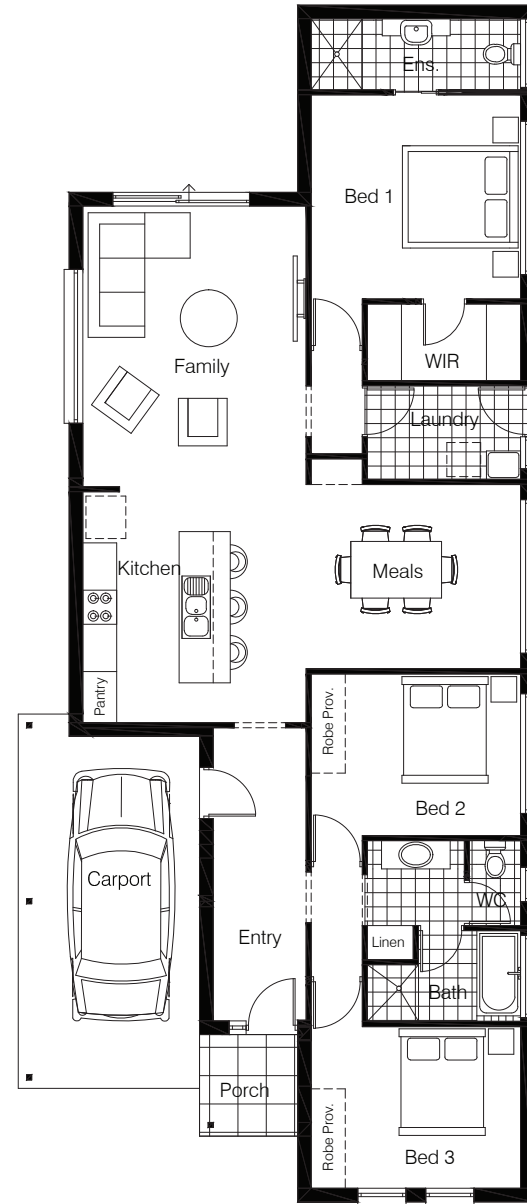 Ens.
Bed 1
WIR
Family
Laundry
Kitchen
Meals
Pantry
Robe Prov.
Bed 2
Carport
WC
Entry
Linen
Bath
Porch
Robe Prov.
Bed 3